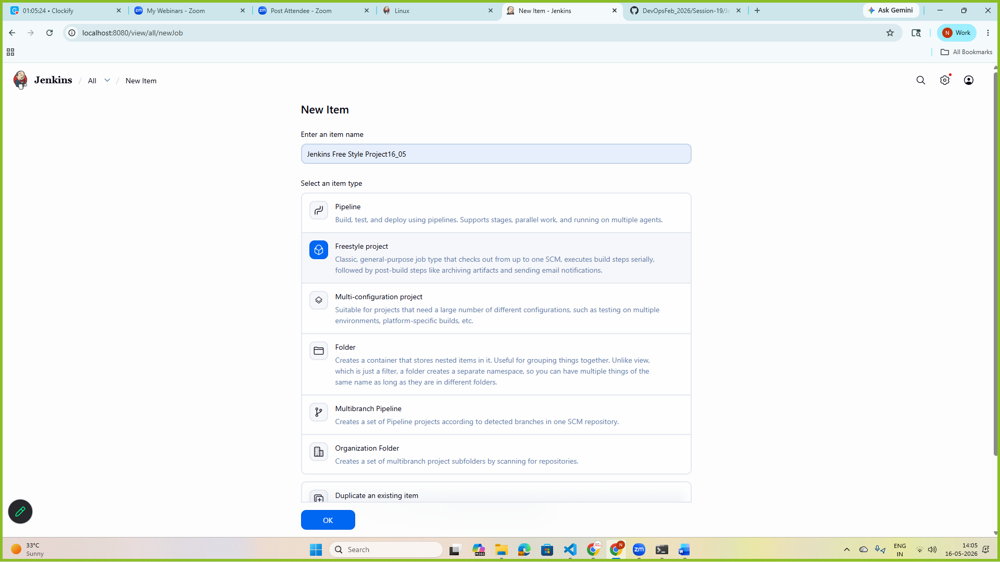 01:05:24 • Clockify
My Webinars - Zoom
Post Attendee - Zoom
Linux
New Item - Jenkins
DevOpsFeb_2026/Session-19/Je
Ask Gemini
localhost:8080/view/all/newJob
N Work
All Bookmarks
Jenkins / All / New Item
New Item
Enter an item name
Jenkins Free Style Project16_05
Select an item type
Pipeline
Build, test, and deploy using pipelines. Supports stages, parallel work, and running on multiple agents.
Freestyle project
Classic, general-purpose job type that checks out from up to one SCM, executes build steps serially,
followed by post-build steps like archiving artifacts and sending email notifications.
Multi-configuration project
Suitable for projects that need a large number of different configurations, such as testing on multiple
environments, platform-specific builds, etc.
Folder
Creates a container that stores nested items in it. Useful for grouping things together. Unlike view,
which is just a filter, a folder creates a separate namespace, so you can have multiple things of the
same name as long as they are in different folders.
Multibranch Pipeline
Creates a set of Pipeline projects according to detected branches in one SCM repository.
Organization Folder
Creates a set of multibranch project subfolders by scanning for repositories.
Duplicate an existing item
OK
33°C
Sunny
Search
ENG
IN
14:05
16-05-2026